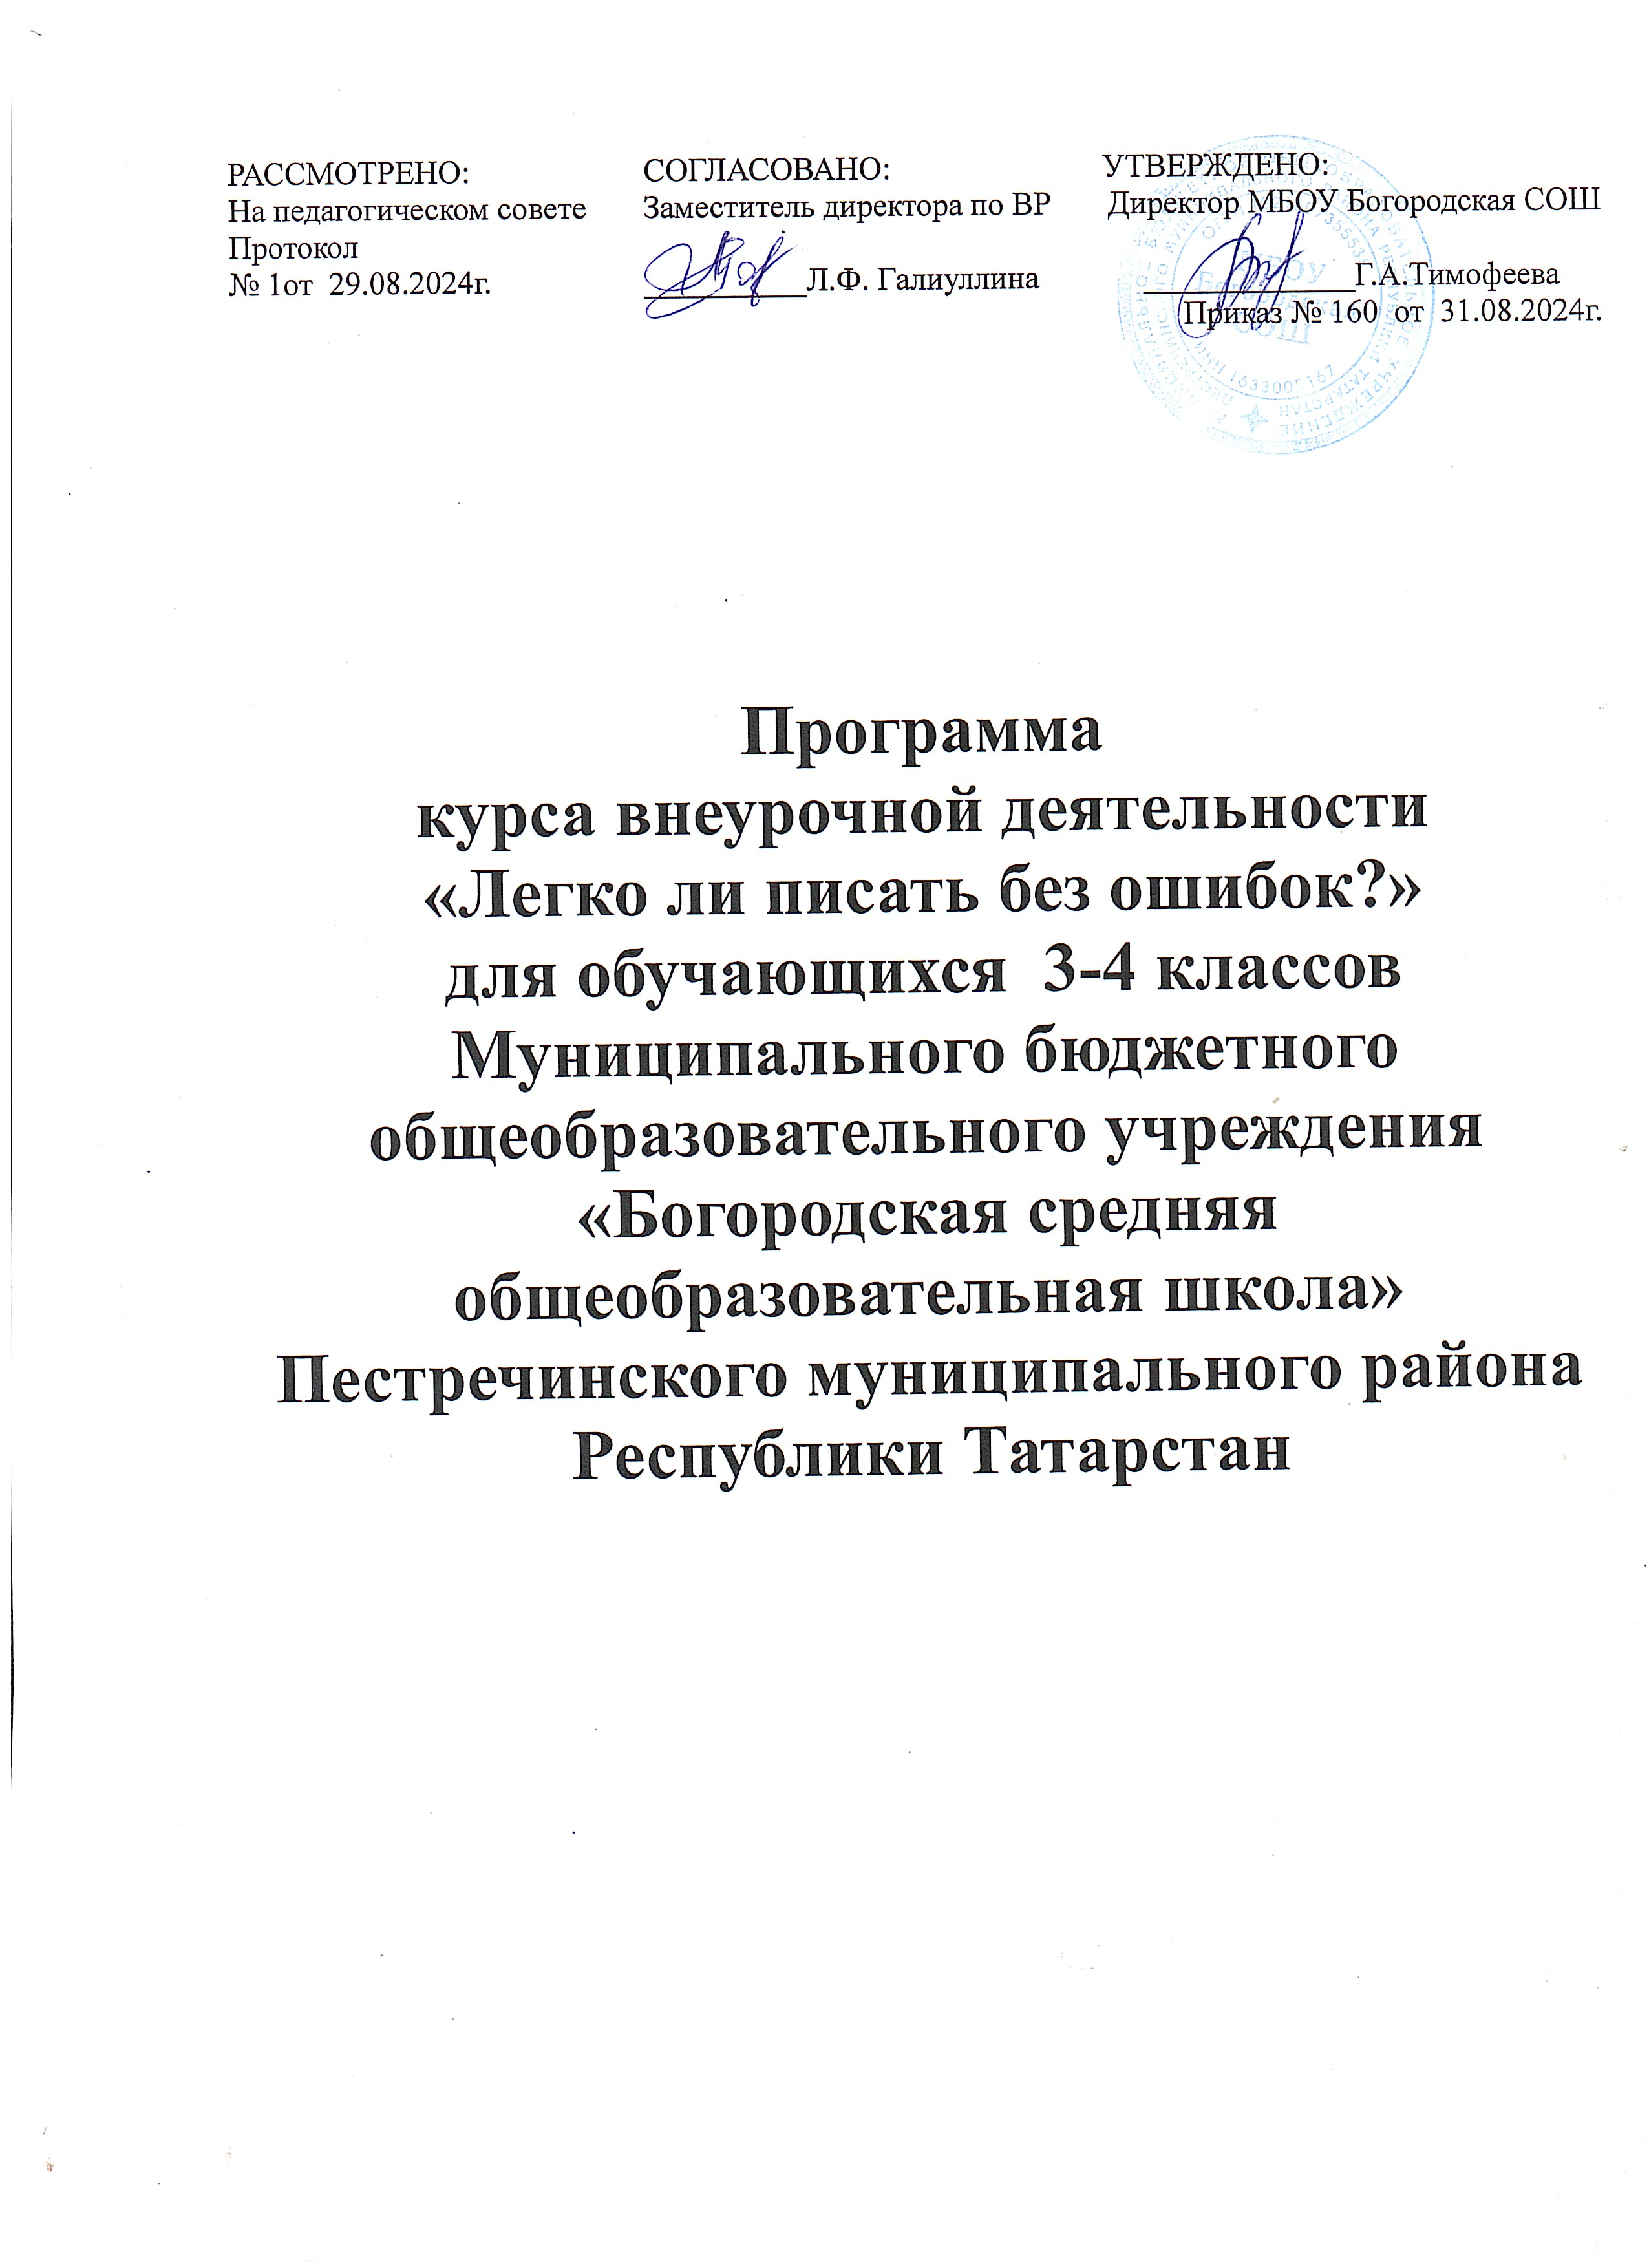 РАССМОТРЕНО:
На педагогическом совете
Протокол
№ 1от 29.08.2024г.
СОГЛАСОВАНО:
Заместитель директора по ВР
Л.Ф. Галиуллина
УТВЕРЖДЕНО:
Директор МБОУ Богородская СОШ
Г.А.Тимофеева
Приказ № 160 от 31.08.2024г.
Программа
курса внеурочной деятельности
«Легко ли писать без ошибок?»
для обучающихся 3-4 классов
Муниципального бюджетного
общеобразовательного учреждения
«Богородская средняя
общеобразовательная школа»
Пестречинского муниципального района
Республики Татарстан